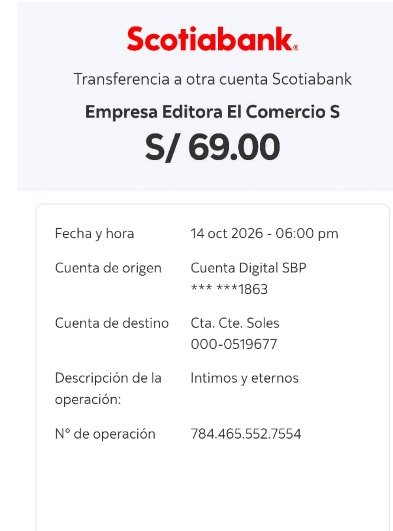 Scotiabank®
Transferencia a otra cuenta Scotiabank
Empresa Editora El Comercio S
S/ 69.00
Fecha y hora 14 oct 2026 - 06:00 pm
Cuenta de origen Cuenta Digital SBP
*** ***1863
Cuenta de destino Cta. Cte. Soles
000-0519677
Descripción de la Intimos y eternos
operación:
N° de operación 784.465.552.7554